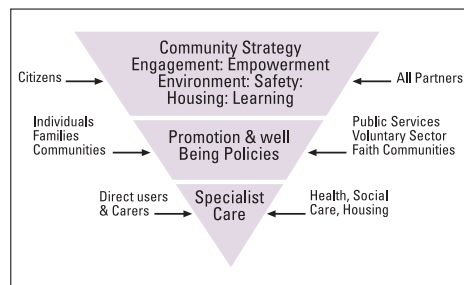 Community Strategy
Engagement: Empowerment
Environment: Safety:
Housing: Learning
Citizens
All Partners
Individuals
Families
Communities
Promotion & well
Being Policies
Public Services
Voluntary Sector
Faith Communities
Direct users
& Carers
Specialist
Care
Health, Social
Care, Housing